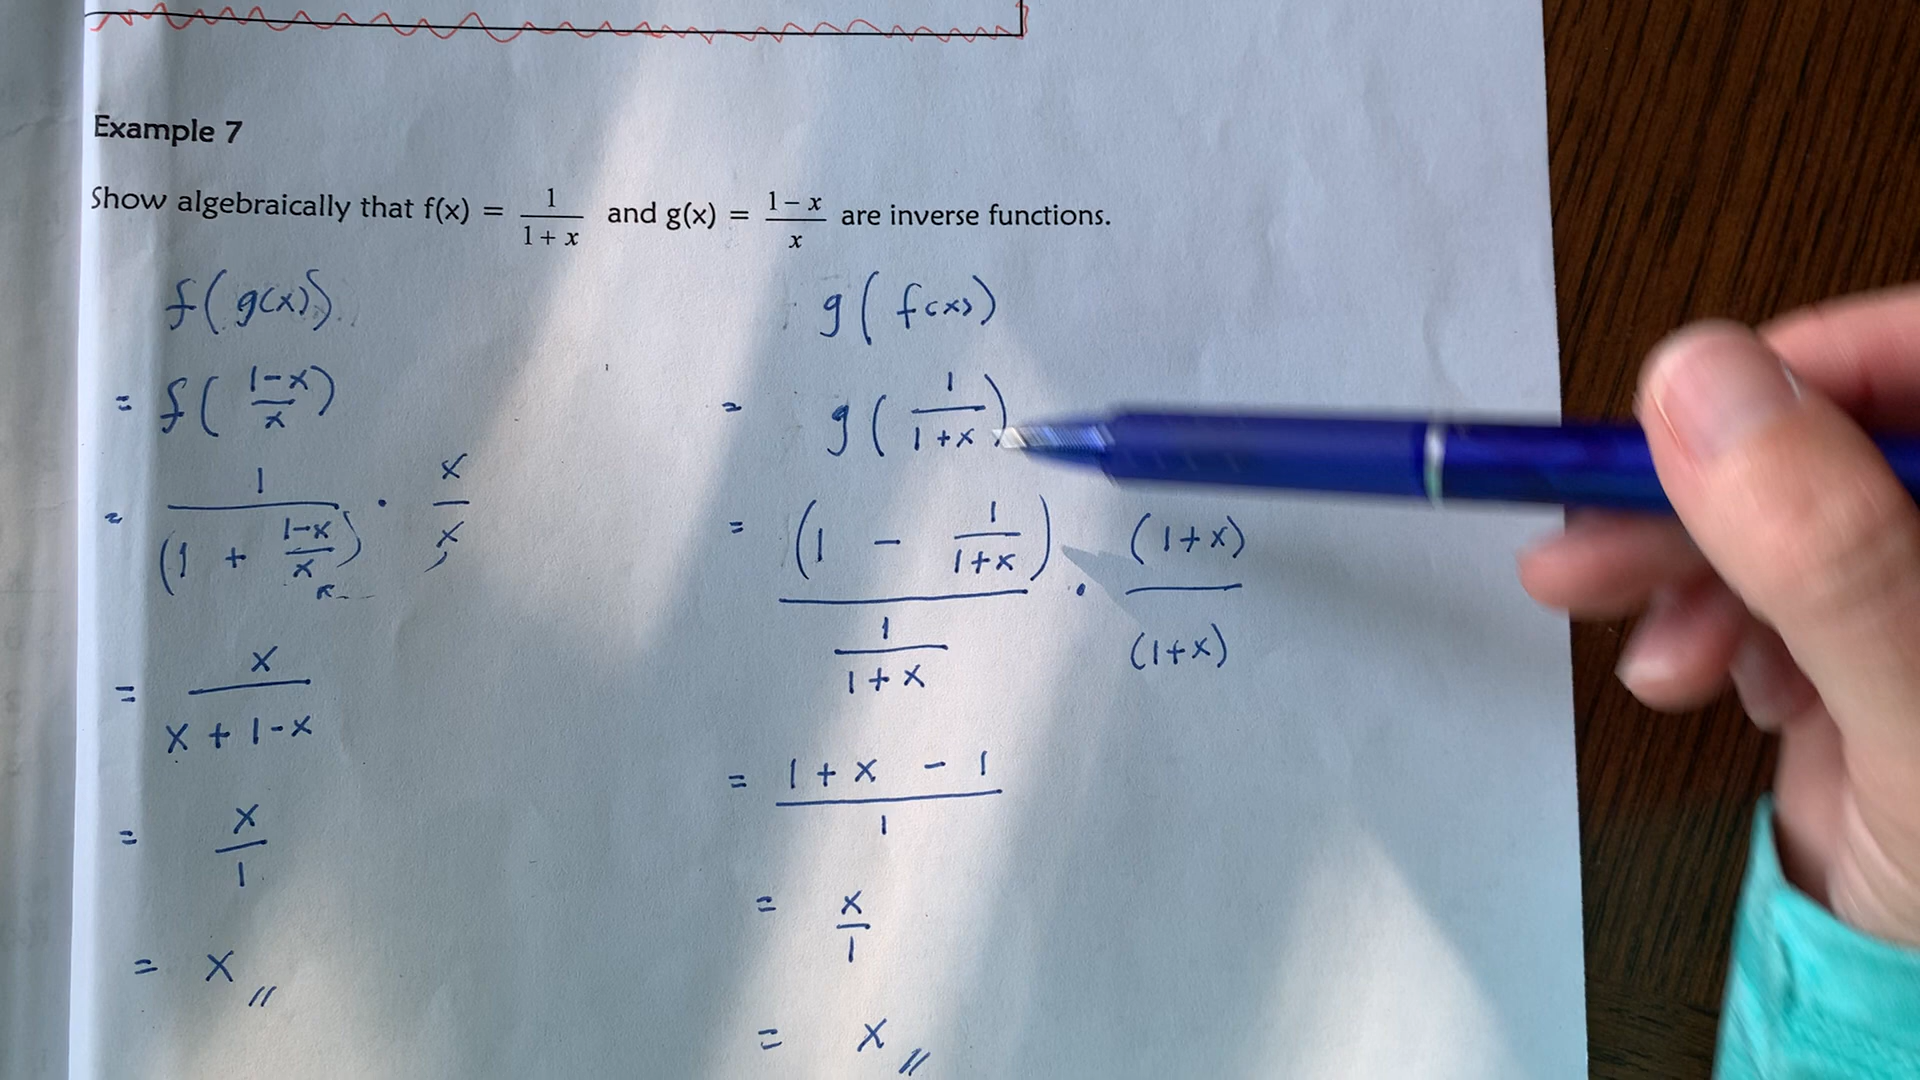 Example 7
Show algebraically that f(x) = 1/(1 + x) and g(x) = (1 − x)/x are inverse functions.
f(g(x))
= f((1-x)/x)
= 1/(1 + (1-x)/x) · x/x
= x/(x + 1-x)
= x/1
= x //
g(f(x))
= g(1/(1+x))
= (1 - 1/(1+x))/(1/(1+x)) · (1+x)/(1+x)
= (1+x - 1)/1
= x/1
= x //